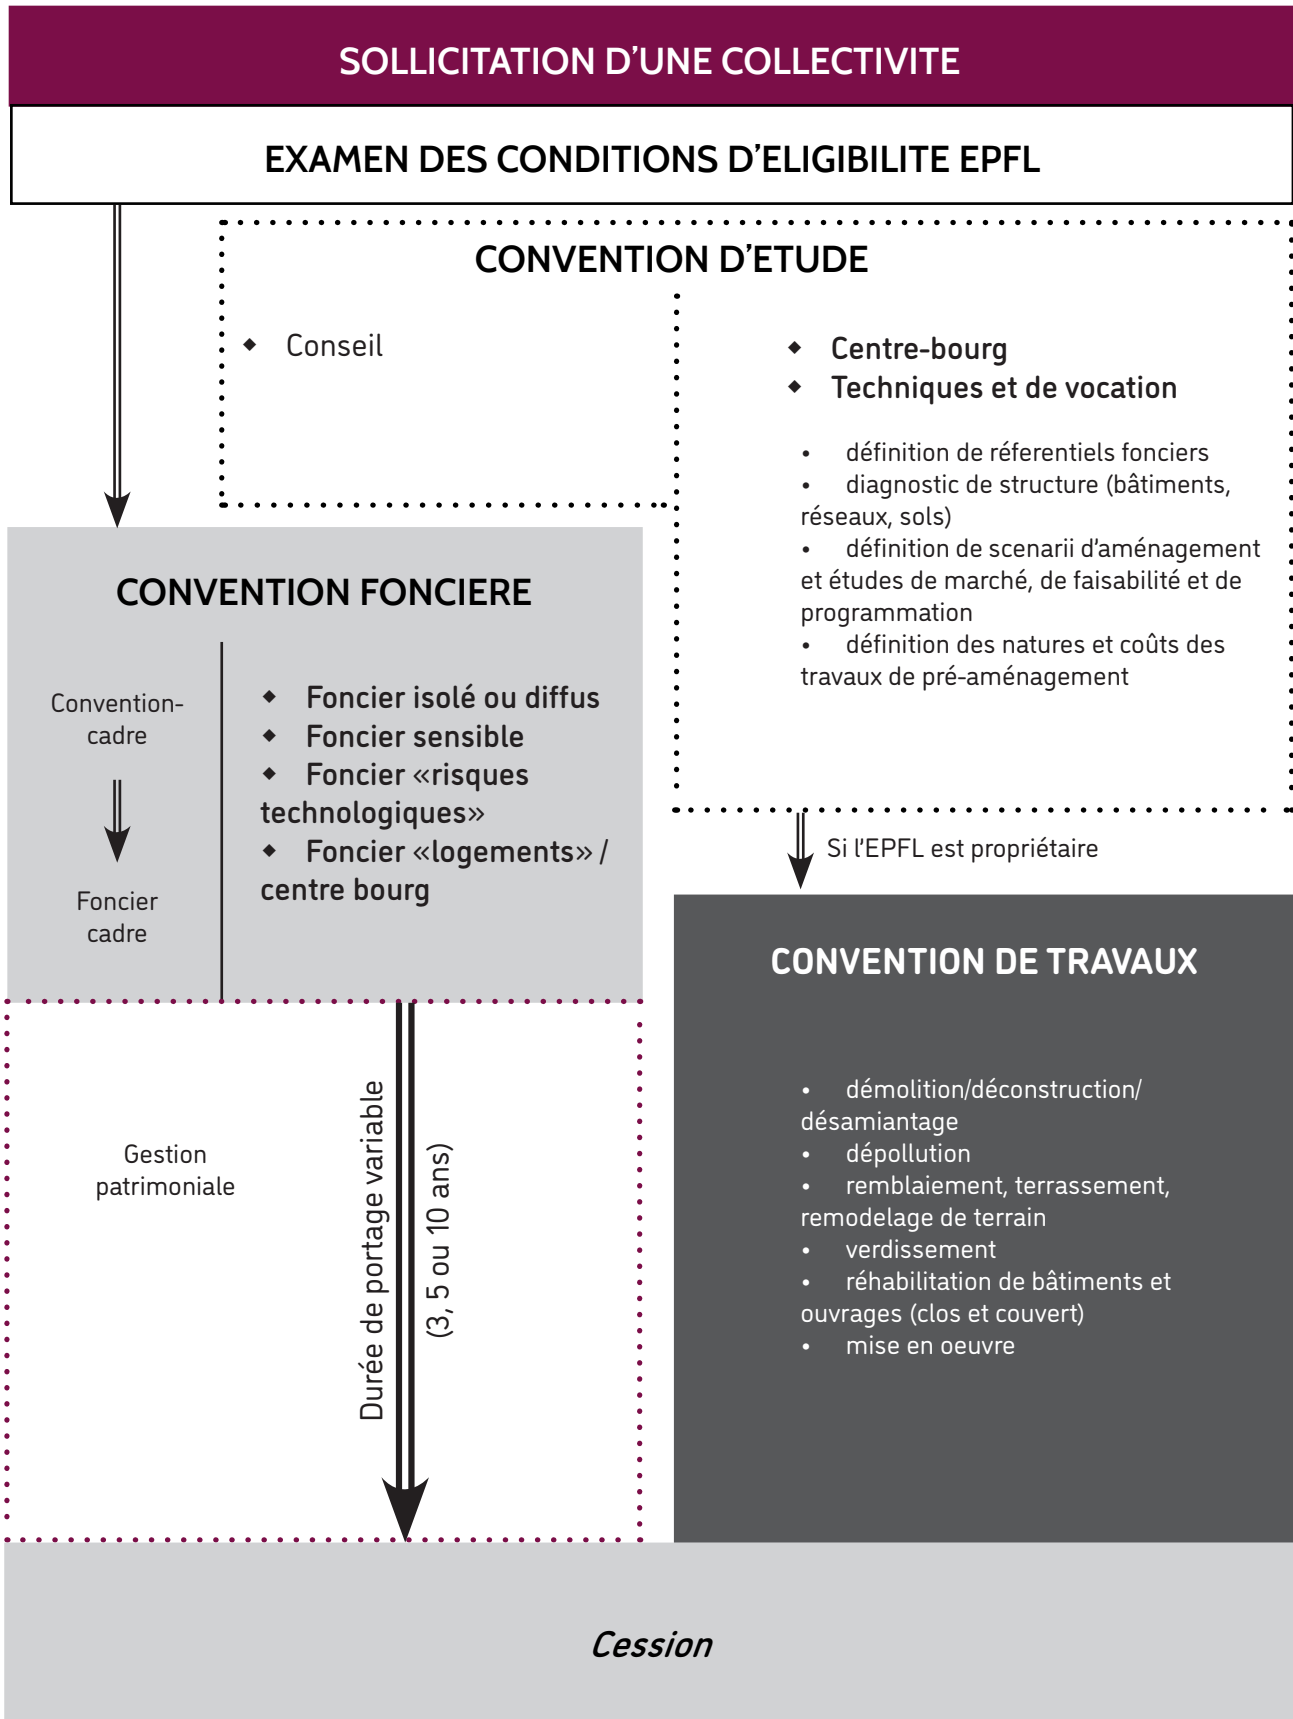 SOLLICITATION D'UNE COLLECTIVITE
EXAMEN DES CONDITIONS D'ELIGIBILITE EPFL
CONVENTION D'ETUDE
◆ Conseil
◆ Centre-bourg
◆ Techniques et de vocation
• définition de réferentiels fonciers
• diagnostic de structure (bâtiments,
réseaux, sols)
• définition de scenarii d'aménagement
et études de marché, de faisabilité et de
programmation
• définition des natures et coûts des
travaux de pré-aménagement
CONVENTION FONCIERE
Convention-
cadre
Foncier
cadre
◆ Foncier isolé ou diffus
◆ Foncier sensible
◆ Foncier «risques
technologiques»
◆ Foncier «logements» /
centre bourg
Si l'EPFL est propriétaire
CONVENTION DE TRAVAUX
• démolition/déconstruction/
désamiantage
• dépollution
• remblaiement, terrassement,
remodelage de terrain
• verdissement
• réhabilitation de bâtiments et
ouvrages (clos et couvert)
• mise en oeuvre
Gestion
patrimoniale
Durée de portage variable
(3, 5 ou 10 ans)
Cession